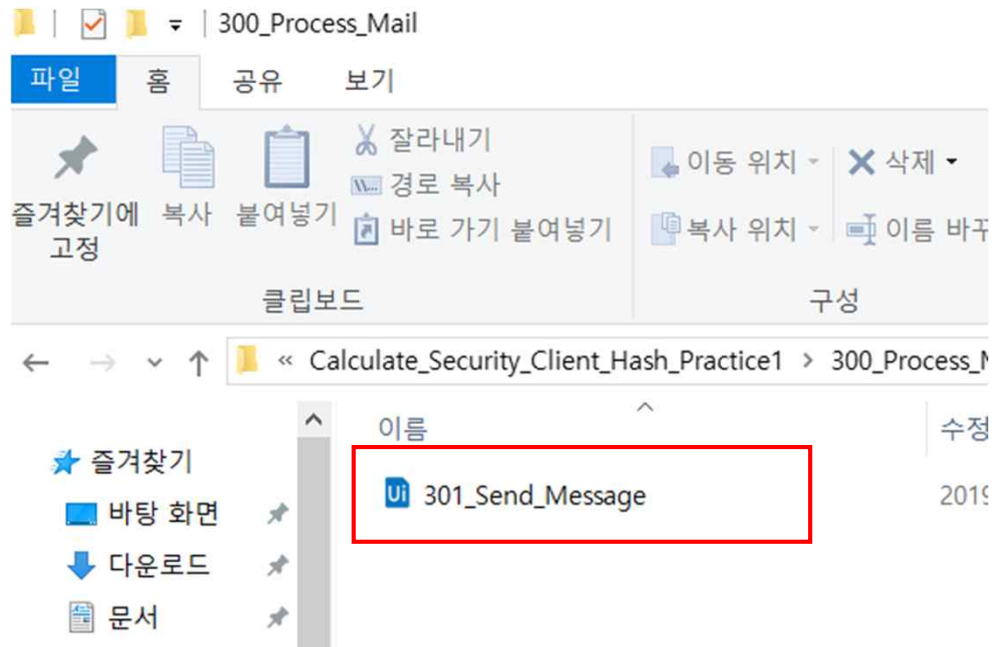 300_Process_Mail
파일 홈 공유 보기
잘라내기
경로 복사
바로 가기 붙여넣기
즐겨찾기에 고정
복사
붙여넣기
이동 위치
삭제
복사 위치
이름
클립보드
구성
« Calculate_Security_Client_Hash_Practice1 > 300_Process_
이름
수정
즐겨찾기
Ui 301_Send_Message
2019
바탕 화면
다운로드
문서